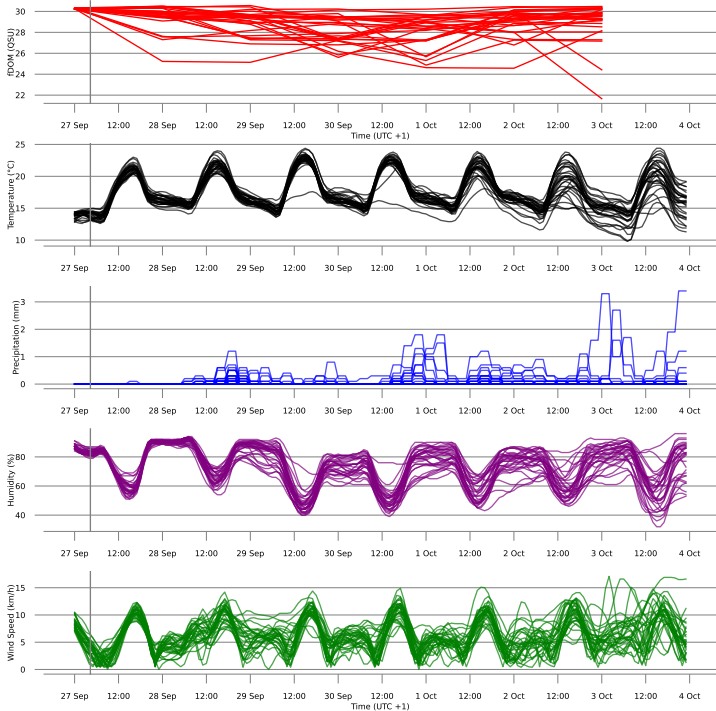 30
28
26
24
22
fDOM (QSU)
27 Sep 12:00 28 Sep 12:00 29 Sep 12:00 30 Sep 12:00 1 Oct 12:00 2 Oct 12:00 3 Oct 12:00 4 Oct
Time (UTC +1)
25
20
15
10
Temperature (°C)
27 Sep 12:00 28 Sep 12:00 29 Sep 12:00 30 Sep 12:00 1 Oct 12:00 2 Oct 12:00 3 Oct 12:00 4 Oct
3
2
1
0
Precipitation (mm)
27 Sep 12:00 28 Sep 12:00 29 Sep 12:00 30 Sep 12:00 1 Oct 12:00 2 Oct 12:00 3 Oct 12:00 4 Oct
80
60
40
Humidity (%)
27 Sep 12:00 28 Sep 12:00 29 Sep 12:00 30 Sep 12:00 1 Oct 12:00 2 Oct 12:00 3 Oct 12:00 4 Oct
15
10
5
0
Wind Speed (km/h)
27 Sep 12:00 28 Sep 12:00 29 Sep 12:00 30 Sep 12:00 1 Oct 12:00 2 Oct 12:00 3 Oct 12:00 4 Oct
Time (UTC +1)